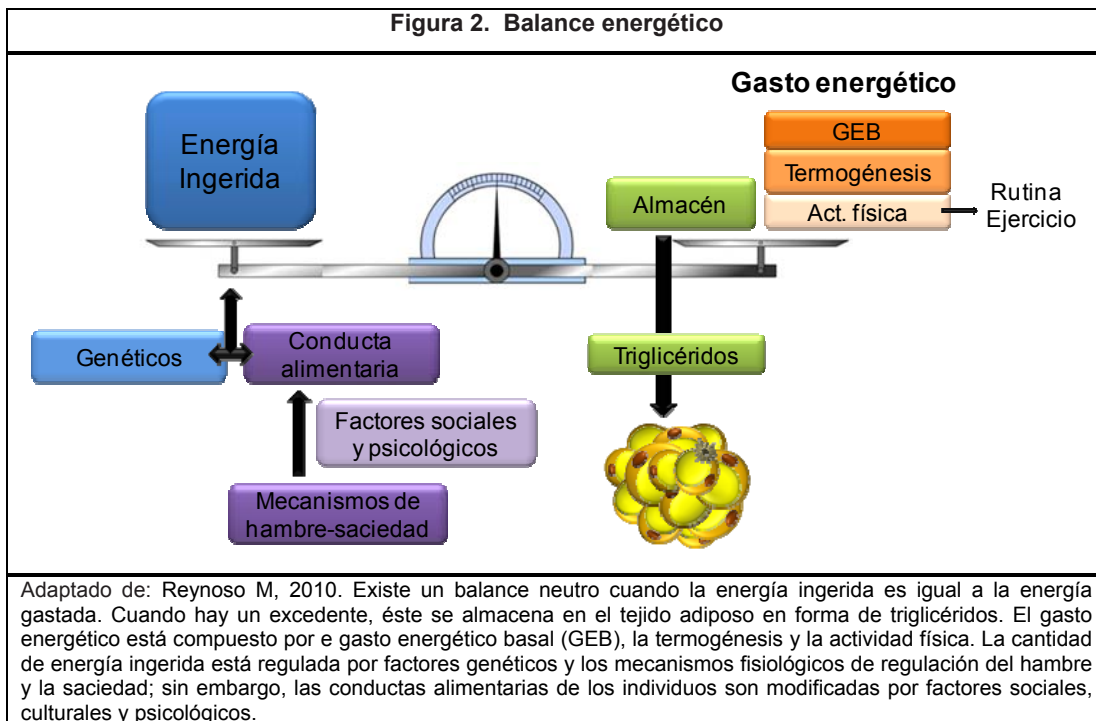 Figura 2. Balance energético
Gasto energético
Energía
Ingerida
GEB
Termogénesis
Almacén
Act. física
Rutina
Ejercicio
Genéticos
Conducta
alimentaria
Triglicéridos
Factores sociales
y psicológicos
Mecanismos de
hambre-saciedad
Adaptado de: Reynoso M, 2010. Existe un balance neutro cuando la energía ingerida es igual a la energía
gastada. Cuando hay un excedente, éste se almacena en el tejido adiposo en forma de triglicéridos. El gasto
energético está compuesto por e gasto energético basal (GEB), la termogénesis y la actividad física. La cantidad
de energía ingerida está regulada por factores genéticos y los mecanismos fisiológicos de regulación del hambre
y la saciedad; sin embargo, las conductas alimentarias de los individuos son modificadas por factores sociales,
culturales y psicológicos.